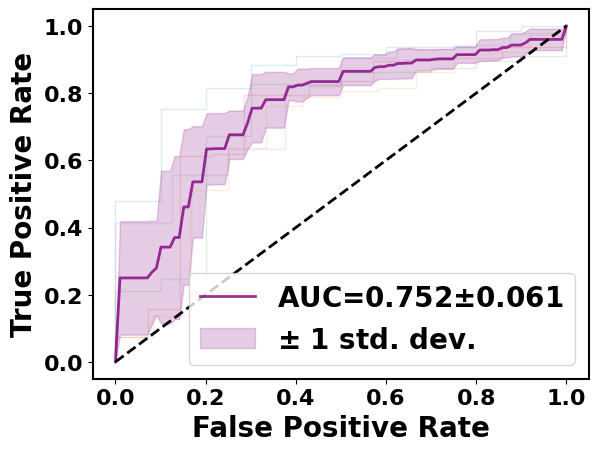 True Positive Rate
1.0
0.8
0.6
0.4
0.2
0.0
AUC=0.752±0.061
± 1 std. dev.
0.0 0.2 0.4 0.6 0.8 1.0
False Positive Rate